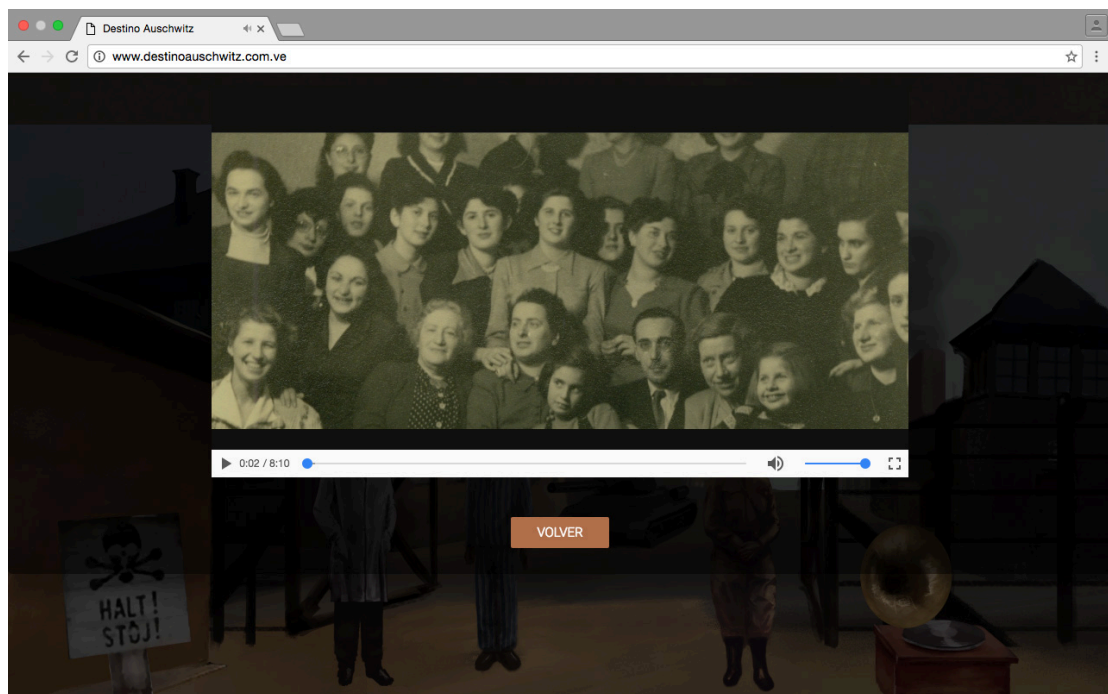 Destino Auschwitz
www.destinoauschwitz.com.ve
0:02 / 8:10
VOLVER
HALT!
STÓJ!